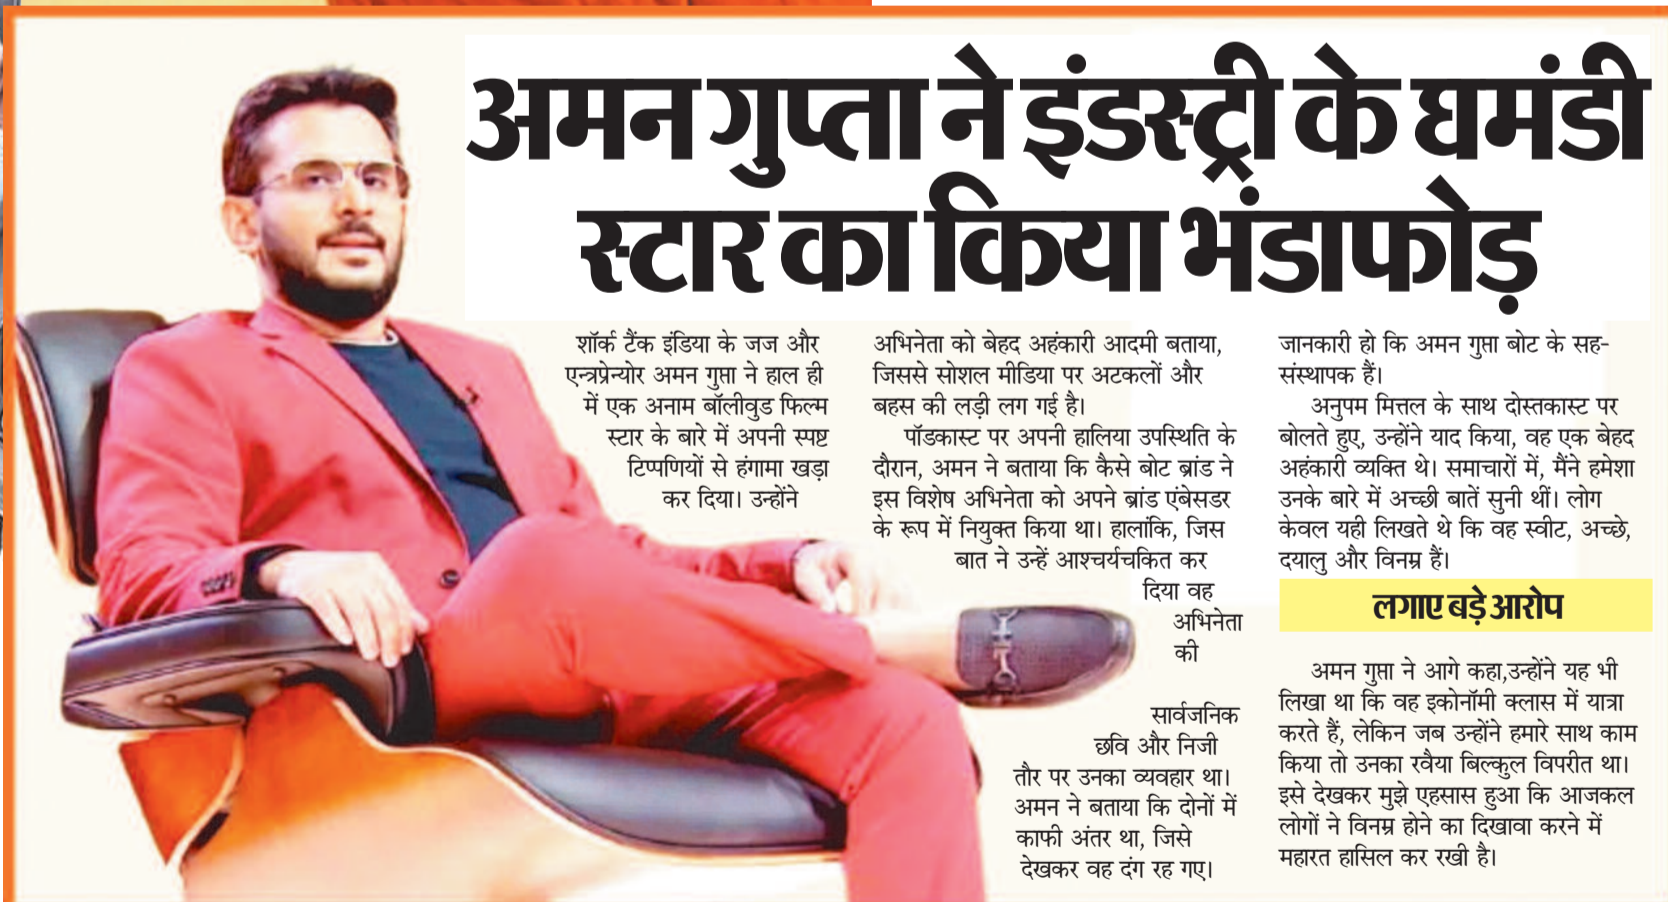 अमन गुप्ता ने इंडस्ट्री के घमंडी
स्टार का किया भंडाफोड़
शॉर्क टैंक इंडिया के जज और
एन्त्रप्रेन्योर अमन गुप्ता ने हाल ही
में एक अनाम बॉलीवुड फिल्म
स्टार के बारे में अपनी स्पष्ट
टिप्पणियों से हंगामा खड़ा
कर दिया। उन्होंने
अभिनेता को बेहद अहंकारी आदमी बताया,
जिससे सोशल मीडिया पर अटकलों और
बहस की लड़ी लग गई है।
पॉडकास्ट पर अपनी हालिया उपस्थिति के
दौरान, अमन ने बताया कि कैसे बोट ब्रांड ने
इस विशेष अभिनेता को अपने ब्रांड एंबेसडर
के रूप में नियुक्त किया था। हालांकि, जिस
बात ने उन्हें आश्चर्यचकित कर
दिया वह
अभिनेता
की
सार्वजनिक
छवि और निजी
तौर पर उनका व्यवहार था।
अमन ने बताया कि दोनों में
काफी अंतर था, जिसे
देखकर वह दंग रह गए।
जानकारी हो कि अमन गुप्ता बोट के सह-
संस्थापक हैं।
अनुपम मित्तल के साथ दोस्तकास्ट पर
बोलते हुए, उन्होंने याद किया, वह एक बेहद
अहंकारी व्यक्ति थे। समाचारों में, मैंने हमेशा
उनके बारे में अच्छी बातें सुनी थीं। लोग
केवल यही लिखते थे कि वह स्वीट, अच्छे,
दयालु और विनम्र हैं।
लगाए बड़े आरोप
अमन गुप्ता ने आगे कहा,उन्होंने यह भी
लिखा था कि वह इकोनॉमी क्लास में यात्रा
करते हैं, लेकिन जब उन्होंने हमारे साथ काम
किया तो उनका रवैया बिल्कुल विपरीत था।
इसे देखकर मुझे एहसास हुआ कि आजकल
लोगों ने विनम्र होने का दिखावा करने में
महारत हासिल कर रखी है।